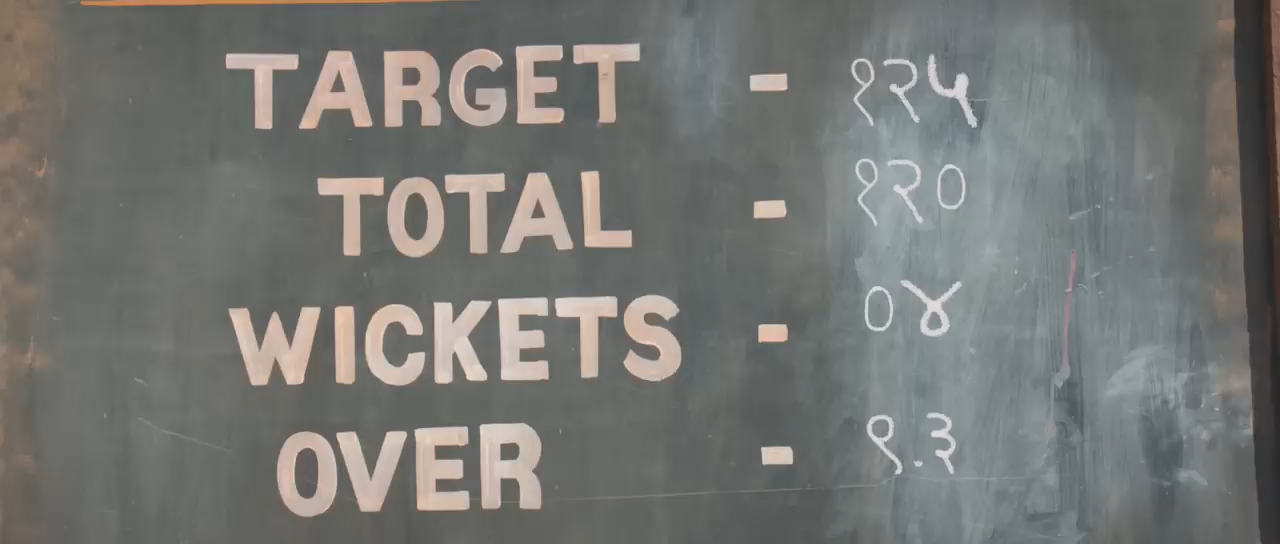 TARGET - १२५
TOTAL - १२०
WICKETS - ०४
OVER - ९.३